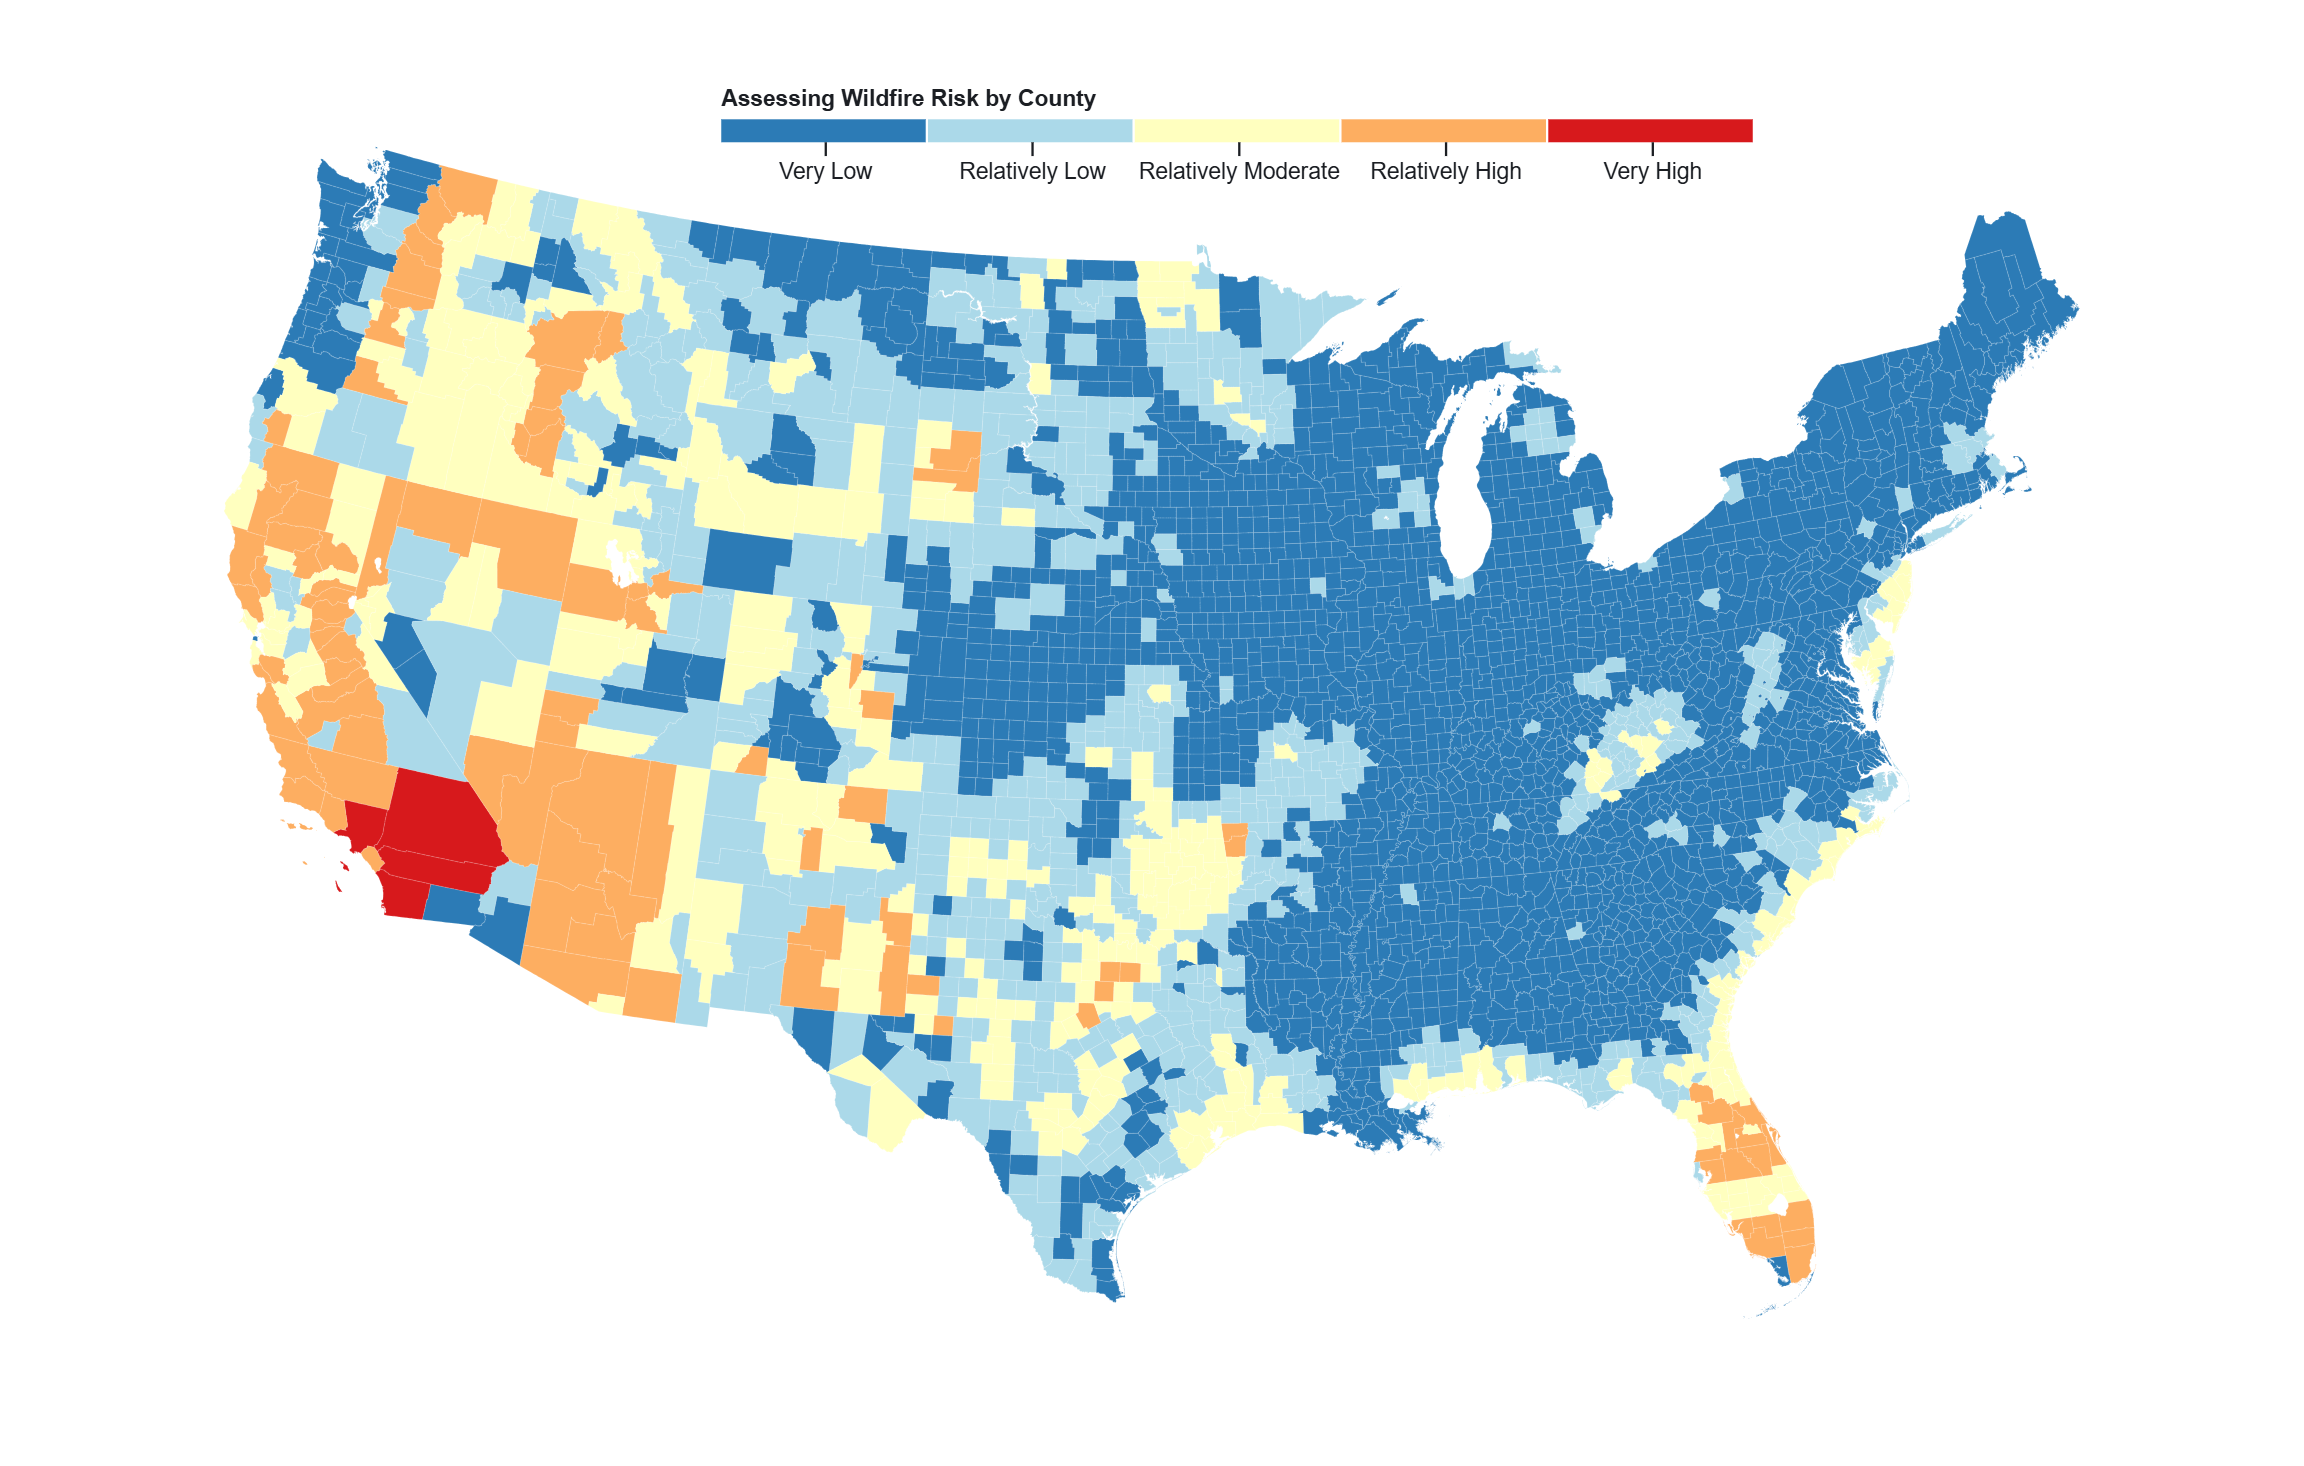 Assessing Wildfire Risk by County
Very Low Relatively Low Relatively Moderate Relatively High Very High